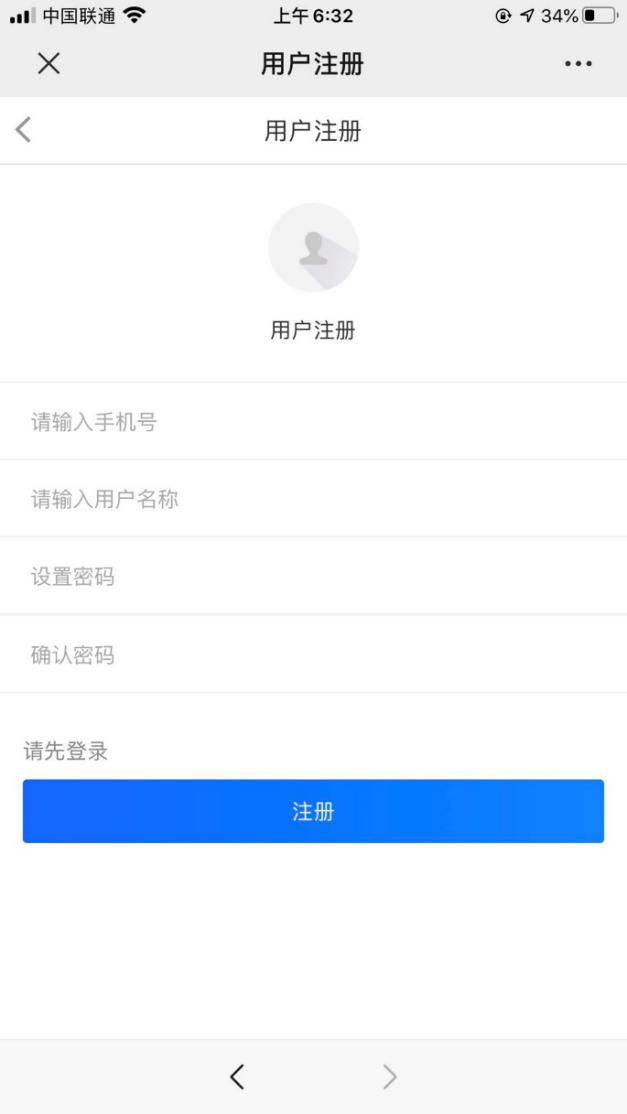 中国联通 上午 6:32 34%
用户注册
用户注册
用户注册
请输入手机号
请输入用户名称
设置密码
确认密码
请先登录
注册